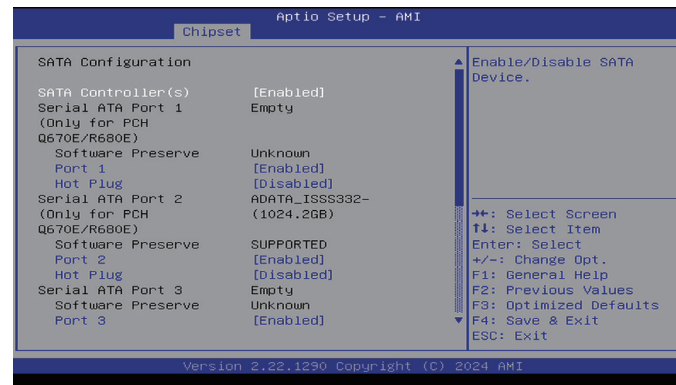 Aptio Setup - AMI
Chipset
SATA Configuration
SATA Controller(s) [Enabled]
Serial ATA Port 1 Empty
(Only for PCH
Q670E/R680E)
Software Preserve Unknown
Port 1 [Enabled]
Hot Plug [Disabled]
Serial ATA Port 2 ADATA_ISSS332-
(Only for PCH (1024.2GB)
Q670E/R680E)
Software Preserve SUPPORTED
Port 2 [Enabled]
Hot Plug [Disabled]
Serial ATA Port 3 Empty
Software Preserve Unknown
Port 3 [Enabled]
Enable/Disable SATA
Device.
→←: Select Screen
↑↓: Select Item
Enter: Select
+/-: Change Opt.
F1: General Help
F2: Previous Values
F3: Optimized Defaults
F4: Save & Exit
ESC: Exit
Version 2.22.1290 Copyright (C) 2024 AMI